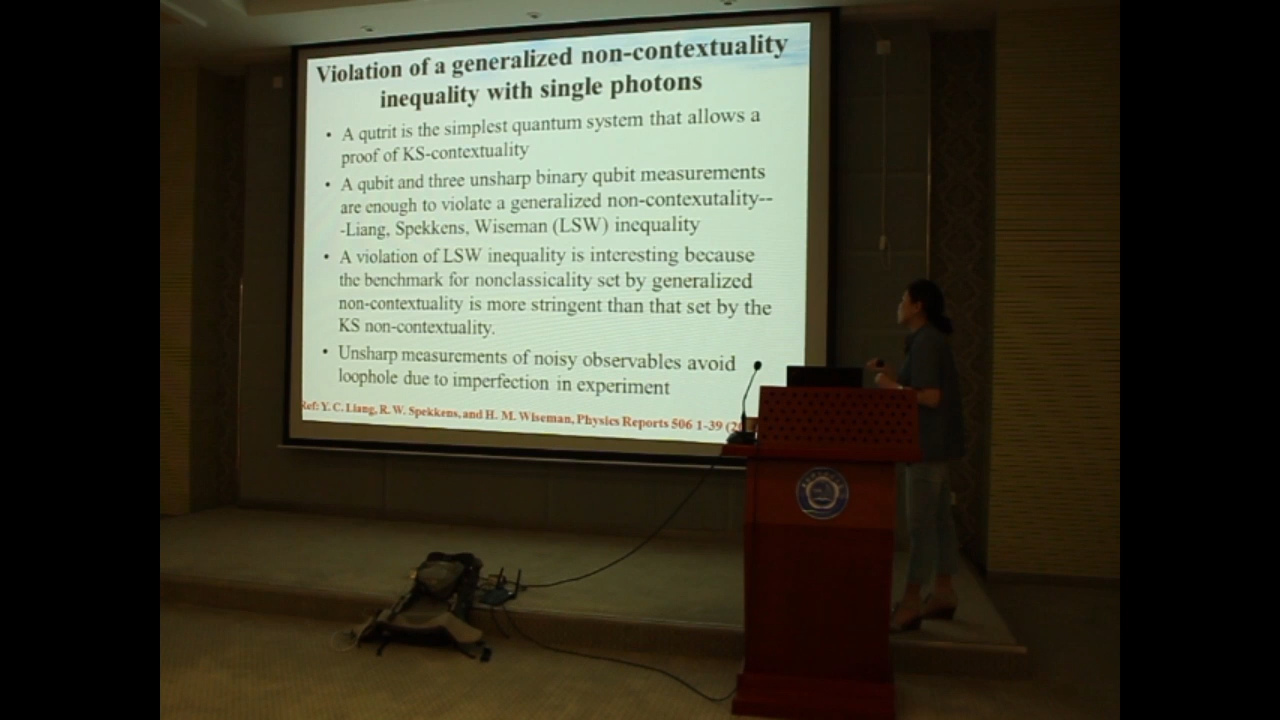 Violation of a generalized non-contextuality
inequality with single photons
• A qutrit is the simplest quantum system that allows a
proof of KS-contextuality
• A qubit and three unsharp binary qubit measurements
are enough to violate a generalized non-contexutality--
-Liang, Spekkens, Wiseman (LSW) inequality
• A violation of LSW inequality is interesting because
the benchmark for nonclassicality set by generalized
non-contextuality is more stringent than that set by the
KS non-contextuality.
• Unsharp measurements of noisy observables avoid
loophole due to imperfection in experiment
Ref: Y. C. Liang, R. W. Spekkens, and H. M. Wiseman, Physics Reports 506 1-39